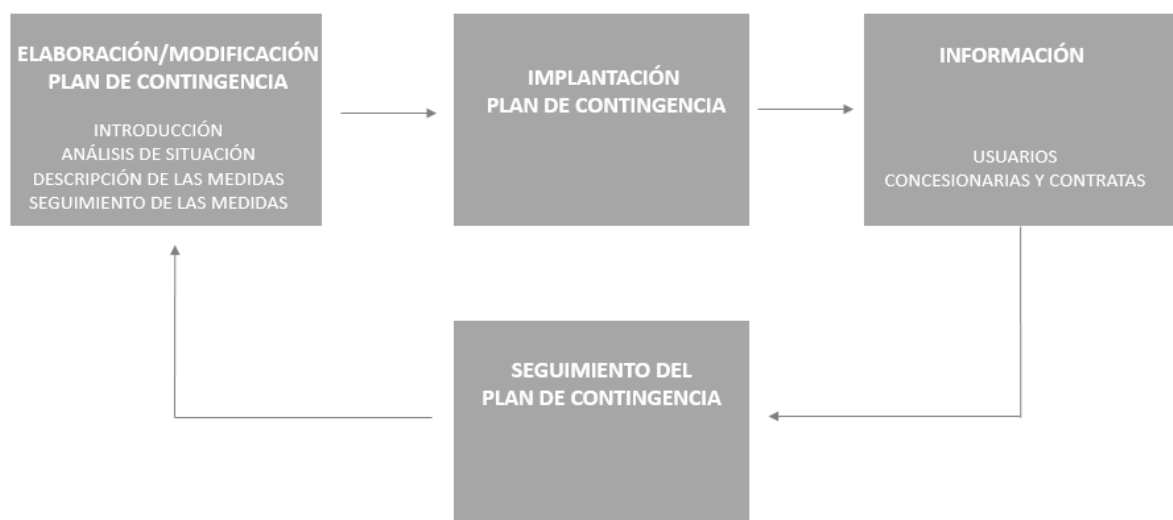 ELABORACIÓN/MODIFICACIÓN
PLAN DE CONTINGENCIA
INTRODUCCIÓN
ANÁLISIS DE SITUACIÓN
DESCRIPCIÓN DE LAS MEDIDAS
SEGUIMIENTO DE LAS MEDIDAS
IMPLANTACIÓN
PLAN DE CONTINGENCIA
INFORMACIÓN
USUARIOS
CONCESIONARIAS Y CONTRATAS
SEGUIMIENTO DEL
PLAN DE CONTINGENCIA